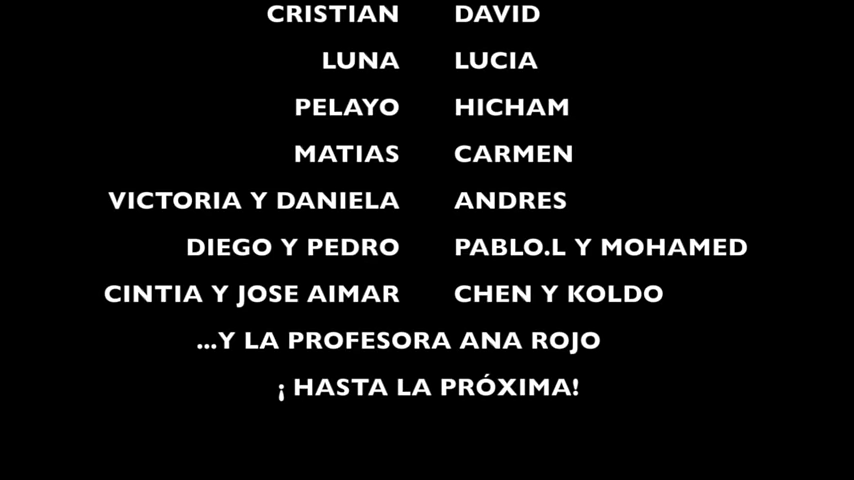 CRISTIAN DAVID
LUNA LUCIA
PELAYO HICHAM
MATIAS CARMEN
VICTORIA Y DANIELA ANDRES
DIEGO Y PEDRO PABLO.L Y MOHAMED
CINTIA Y JOSE AIMAR CHEN Y KOLDO
...Y LA PROFESORA ANA ROJO
¡ HASTA LA PRÓXIMA!